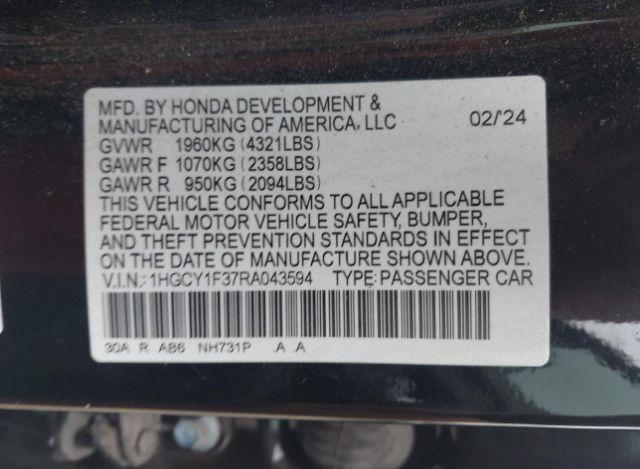 MFD. BY HONDA DEVELOPMENT &
MANUFACTURING OF AMERICA, LLC 02/'24
GVWR 1960KG (4321LBS)
GAWR F 1070KG (2358LBS)
GAWR R 950KG (2094LBS)
THIS VEHICLE CONFORMS TO ALL APPLICABLE
FEDERAL MOTOR VEHICLE SAFETY, BUMPER,
AND THEFT PREVENTION STANDARDS IN EFFECT
ON THE DATE OF MANUFACTURE SHOWN ABOVE.
V.I.N.: 1HGCY1F37RA043594 TYPE: PASSENGER CAR
30A R AB6 NH731P .A .A